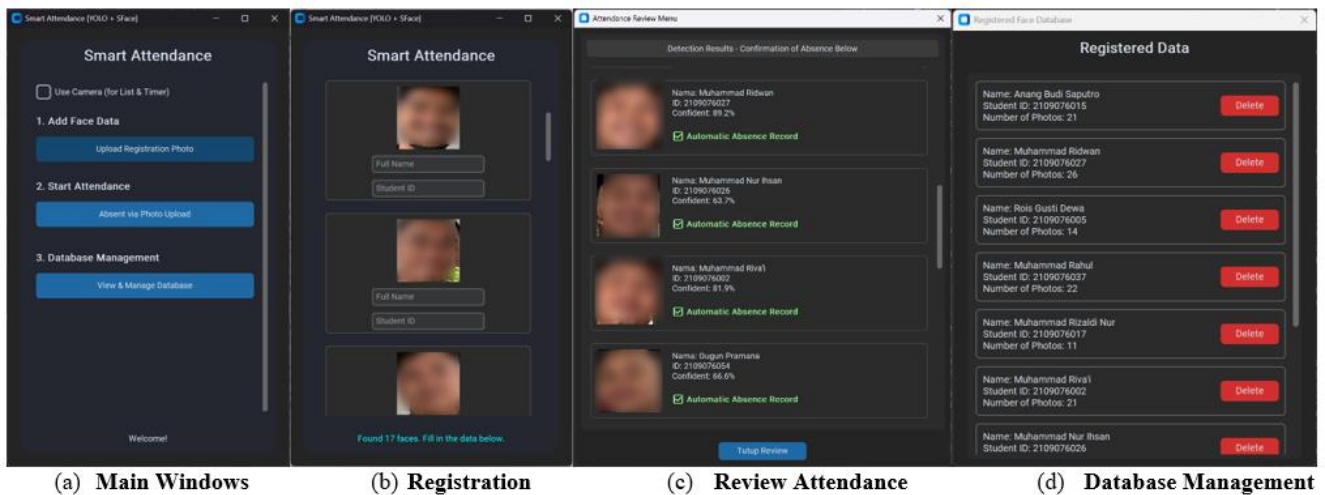 Smart Attendance [YOLO + SFace]
Smart Attendance
Use Camera (for List & Timer)
1. Add Face Data
Upload Registration Photo
2. Start Attendance
Absent via Photo Upload
3. Database Management
View & Manage Database
Welcome!
(a) Main Windows
Smart Attendance [YOLO + SFace]
Smart Attendance
Full Name
Student ID
Full Name
Student ID
Found 17 faces. Fill in the data below.
(b) Registration
Attendance Review Menu
Detection Results - Confirmation of Absence Below
Nama: Muhammad Ridwan
ID: 2109076027
Confident: 89.2%
Automatic Absence Record
Nama: Muhammad Nur Ihsan
ID: 2109076026
Confident: 63.7%
Automatic Absence Record
Nama: Muhammad Riva'i
ID: 2109076002
Confident: 81.9%
Automatic Absence Record
Nama: Gugun Pramana
ID: 2109076054
Confident: 66.6%
Automatic Absence Record
Tutup Review
(c) Review Attendance
Registered Face Database
Registered Data
Name: Anang Budi Saputro
Student ID: 2109076015
Number of Photos: 21
Delete
Name: Muhammad Ridwan
Student ID: 2109076027
Number of Photos: 26
Delete
Name: Rois Gusti Dewa
Student ID: 2109076005
Number of Photos: 14
Delete
Name: Muhammad Rahul
Student ID: 2109076037
Number of Photos: 22
Delete
Name: Muhammad Rizaldi Nur
Student ID: 2109076017
Number of Photos: 11
Delete
Name: Muhammad Riva'i
Student ID: 2109076002
Number of Photos: 21
Delete
Name: Muhammad Nur Ihsan
Student ID: 2109076026
Delete
(d) Database Management